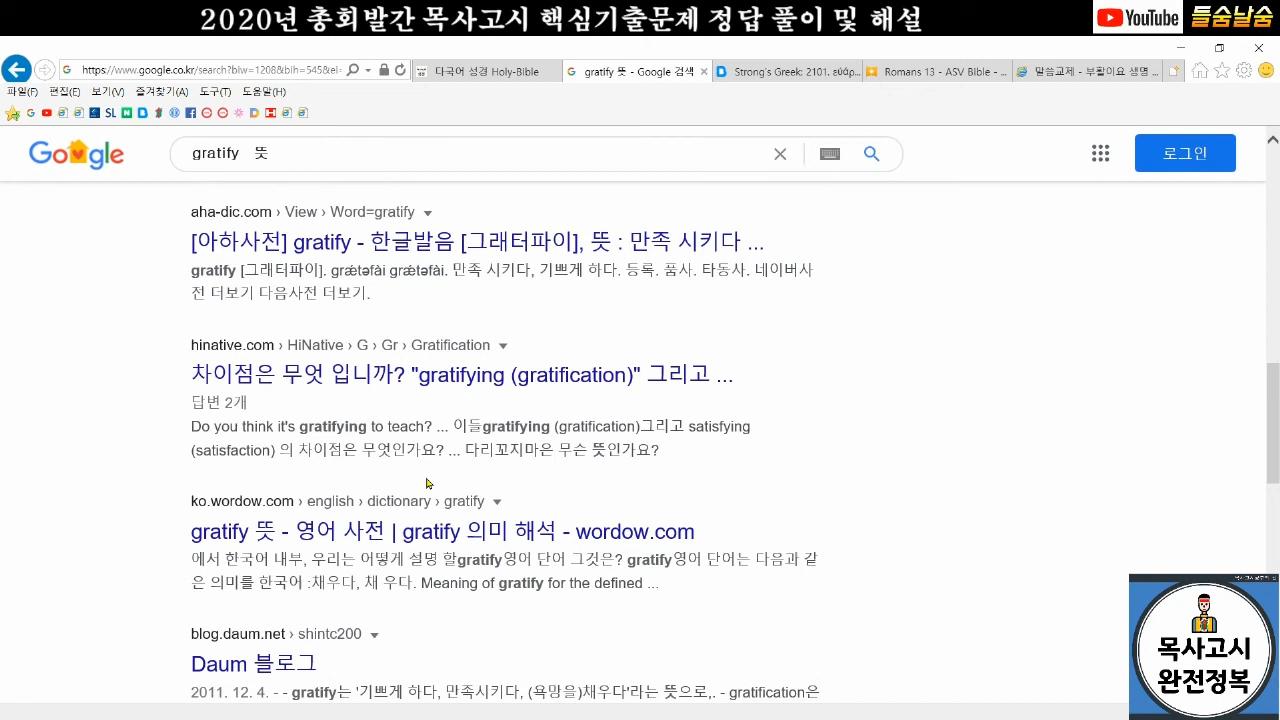 2020년 총회발간 목사고시 핵심기출문제 정답 풀이 및 해설
YouTube 들숨날숨
https://www.google.co.kr/search?blw=1208&blh=545&ei=
다국어 성경 Holy-Bible
gratify 뜻 - Google 검색
Strong's Greek: 2101. εὐάρ...
Romans 13 - ASV Bible - ...
말씀교제 - 부활이요 생명 ...
파일(F) 편집(E) 보기(V) 즐겨찾기(A) 도구(T) 도움말(H)
Google
gratify 뜻
로그인
aha-dic.com › View › Word=gratify
[아하사전] gratify - 한글발음 [그래터파이], 뜻 : 만족 시키다 ...
gratify [그래터파이]. grǽtəfài grǽtəfài. 만족 시키다, 기쁘게 하다. 등록. 품사. 타동사. 네이버사
전 더보기 다음사전 더보기.
hinative.com › HiNative › G › Gr › Gratification
차이점은 무엇 입니까? "gratifying (gratification)" 그리고 ...
답변 2개
Do you think it's gratifying to teach? ... 이들gratifying (gratification)그리고 satisfying
(satisfaction) 의 차이점은 무엇인가요? ... 다리꼬지마은 무슨 뜻인가요?
ko.wordow.com › english › dictionary › gratify
gratify 뜻 - 영어 사전 | gratify 의미 해석 - wordow.com
에서 한국어 내부, 우리는 어떻게 설명 할gratify영어 단어 그것은? gratify영어 단어는 다음과 같
은 의미를 한국어 :채우다, 채 우다. Meaning of gratify for the defined ...
blog.daum.net › shintc200
Daum 블로그
2011. 12. 4. - - gratify는 '기쁘게 하다, 만족시키다, (욕망을)채우다'라는 뜻으로,. - gratification은
목사고시
완전정복